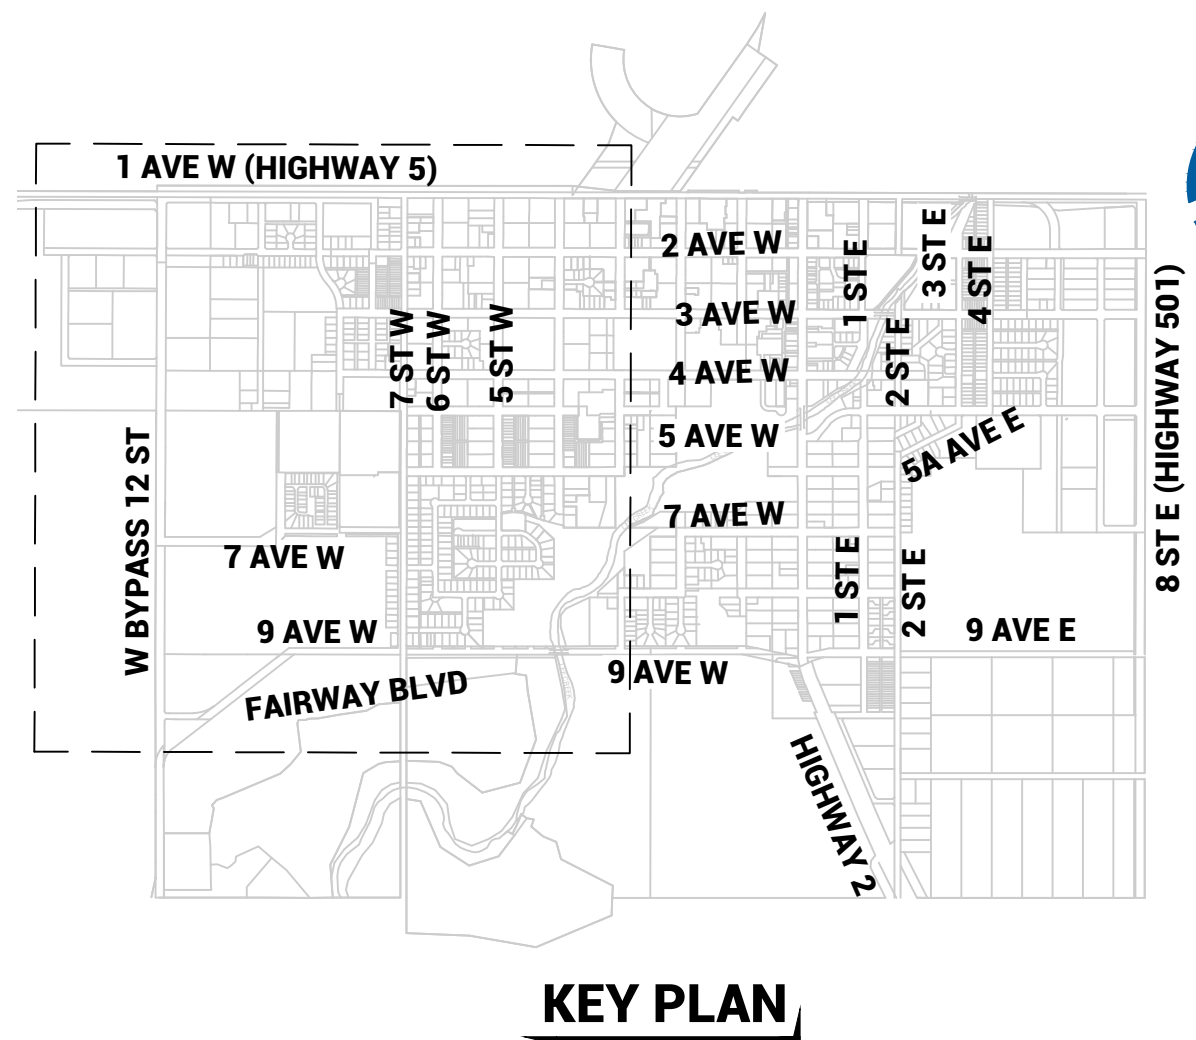 1 AVE W (HIGHWAY 5)
2 AVE W
1 ST E
3 ST E
4 ST E
3 AVE W
7 ST W
6 ST W
5 ST W
2 ST E
4 AVE W
8 ST E (HIGHWAY 501)
5 AVE W
5A AVE E
W BYPASS 12 ST
7 AVE W
7 AVE W
1 ST E
2 ST E
9 AVE W
9 AVE E
9 AVE W
FAIRWAY BLVD
HIGHWAY 2
KEY PLAN